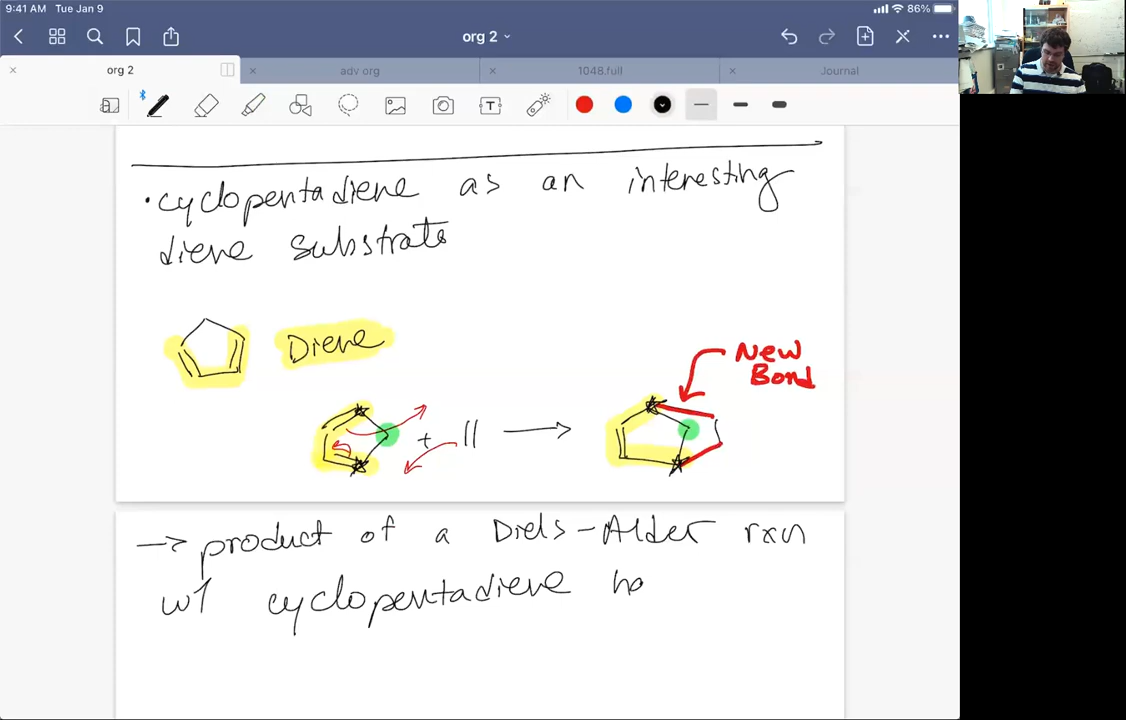 9:41 AM Tue Jan 9
86%
org 2
org 2
adv org
1048.full
Journal
T
• cyclopentadiene as an interesting
diene substrate
Diene
New
Bond
+
→ product of a Diels-Alder rxn
w/ cyclopentadiene ha